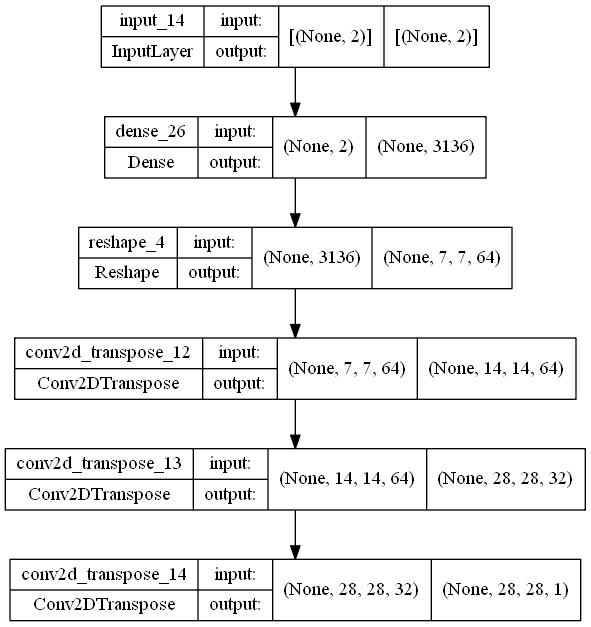 input_14 input: [(None, 2)] [(None, 2)]
InputLayer output:
dense_26 input: (None, 2) (None, 3136)
Dense output:
reshape_4 input: (None, 3136) (None, 7, 7, 64)
Reshape output:
conv2d_transpose_12 input: (None, 7, 7, 64) (None, 14, 14, 64)
Conv2DTranspose output:
conv2d_transpose_13 input: (None, 14, 14, 64) (None, 28, 28, 32)
Conv2DTranspose output:
conv2d_transpose_14 input: (None, 28, 28, 32) (None, 28, 28, 1)
Conv2DTranspose output: